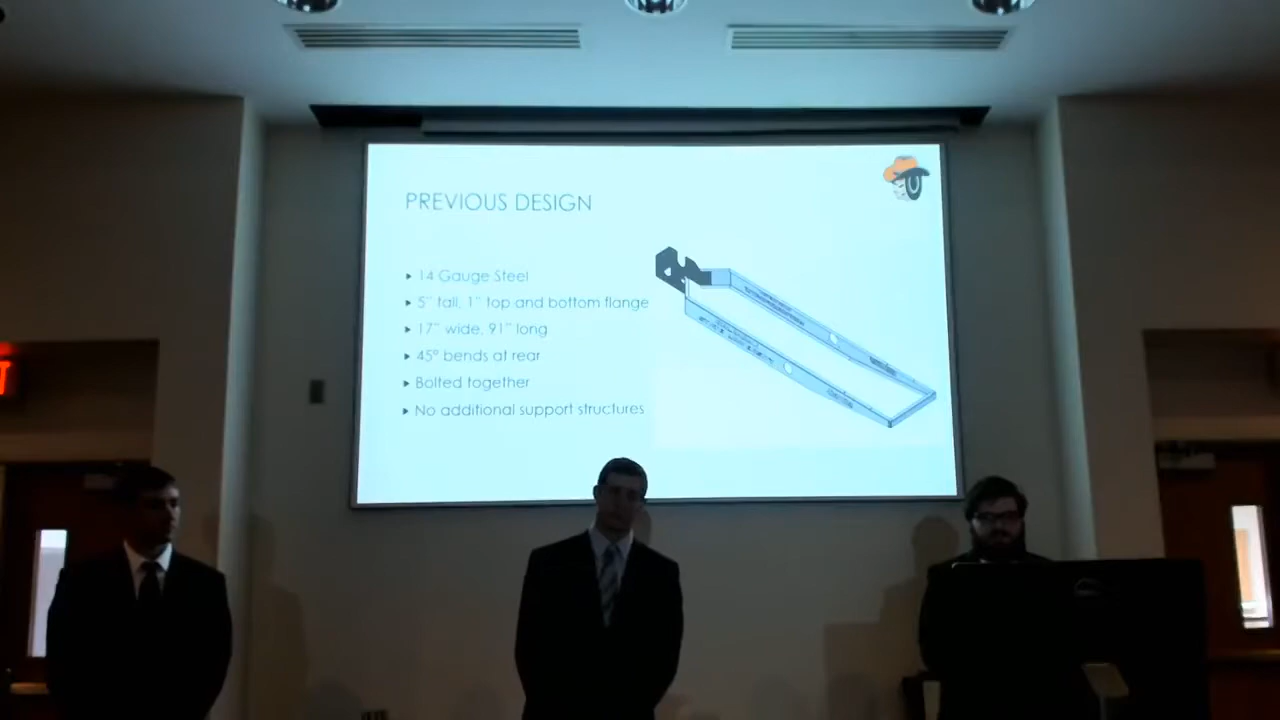 PREVIOUS DESIGN
14 Gauge Steel
5" tall, 1" top and bottom flange
17" wide, 91" long
45° bends at rear
Bolted together
No additional support structures